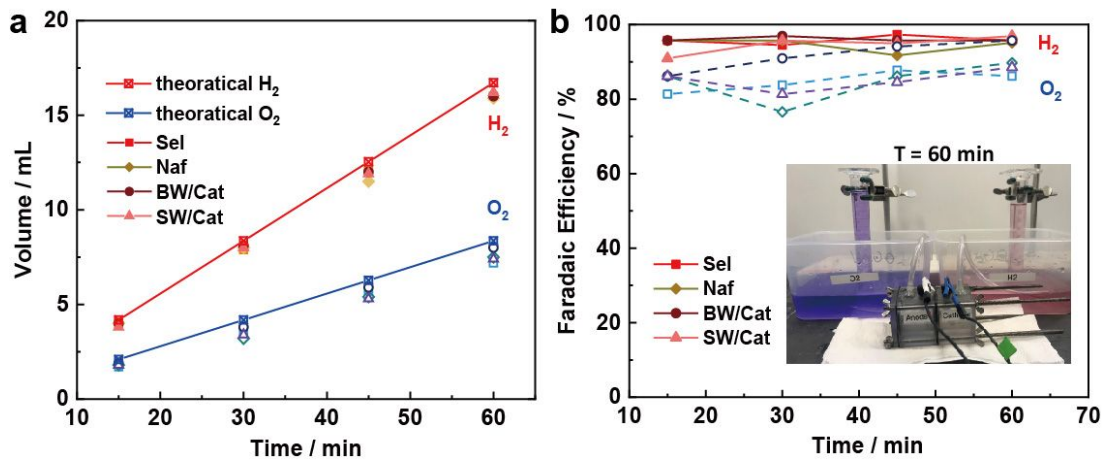 a
20
15
10
5
0
Volume / mL
theoratical H2
theoratical O2
Sel
Naf
BW/Cat
SW/Cat
H2
O2
10 20 30 40 50 60
Time / min
b
100
80
60
40
20
0
Faradaic Efficiency / %
H2
O2
T = 60 min
Sel
Naf
BW/Cat
SW/Cat
O2
H2
Anode
10 20 30 40 50 60 70
Time / min